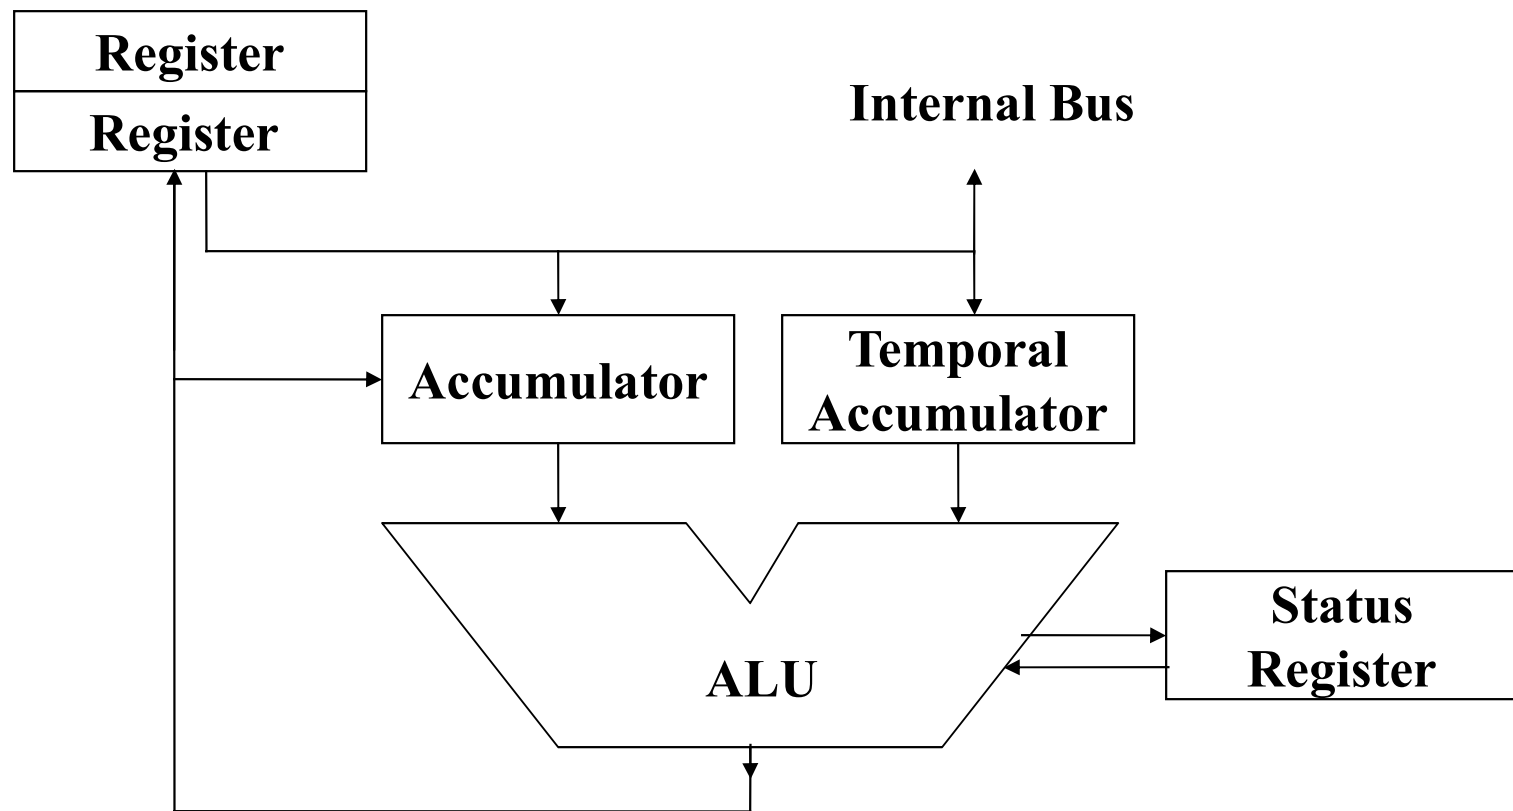 Register
Register
Internal Bus
Accumulator
Temporal
Accumulator
ALU
Status
Register